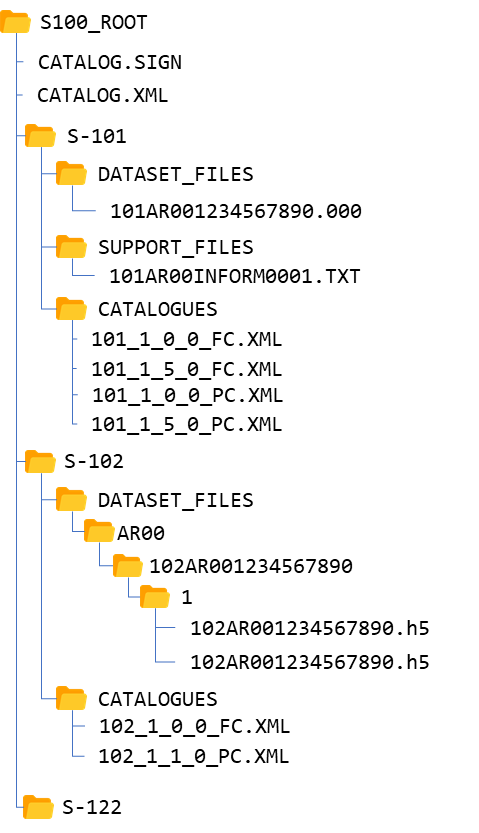 S100_ROOT
CATALOG.SIGN
CATALOG.XML
S-101
DATASET_FILES
101AR001234567890.000
SUPPORT_FILES
101AR00INFORM0001.TXT
CATALOGUES
101_1_0_0_FC.XML
101_1_5_0_FC.XML
101_1_0_0_PC.XML
101_1_5_0_PC.XML
S-102
DATASET_FILES
AR00
102AR001234567890
1
102AR001234567890.h5
102AR001234567890.h5
CATALOGUES
102_1_0_0_FC.XML
102_1_1_0_PC.XML
S-122